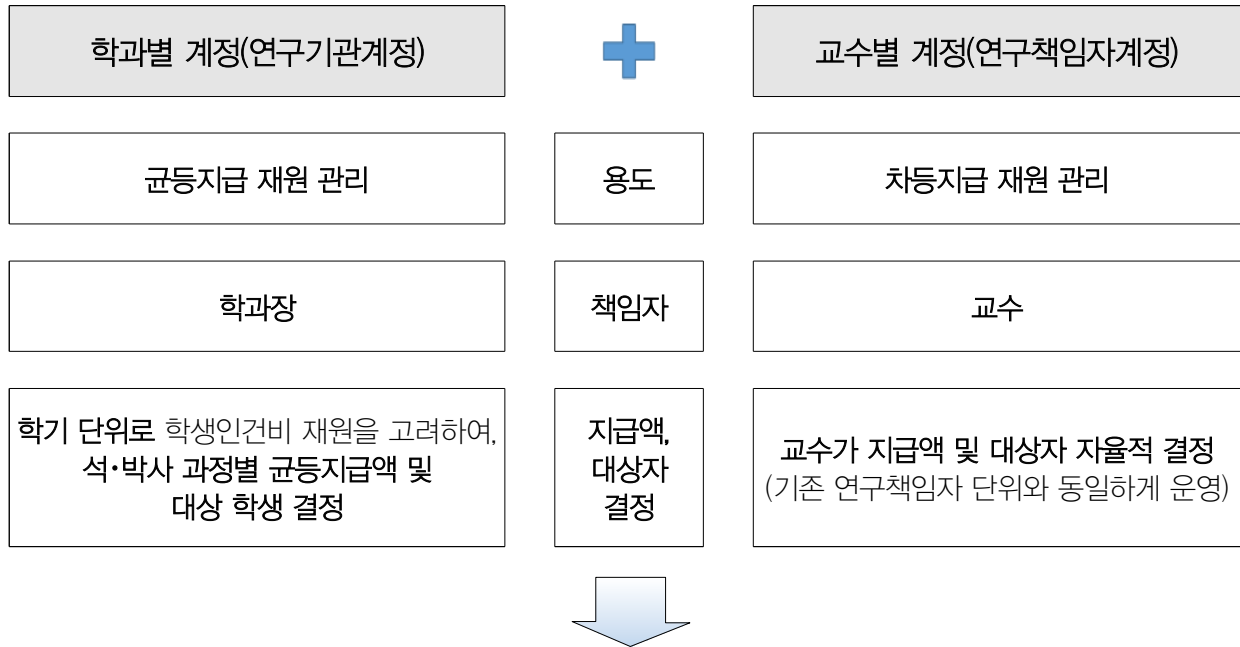 학과별 계정(연구기관계정)
교수별 계정(연구책임자계정)
균등지급 재원 관리
용도
차등지급 재원 관리
학과장
책임자
교수
학기 단위로 학생인건비 재원을 고려하여,
석·박사 과정별 균등지급액 및
대상 학생 결정
지급액,
대상자
결정
교수가 지급액 및 대상자 자율적 결정
(기존 연구책임자 단위와 동일하게 운영)